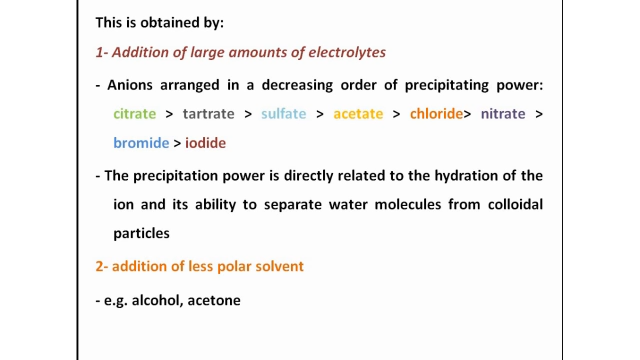 This is obtained by:
1- Addition of large amounts of electrolytes
- Anions arranged in a decreasing order of precipitating power:
citrate > tartrate > sulfate > acetate > chloride> nitrate >
bromide > iodide
- The precipitation power is directly related to the hydration of the
ion and its ability to separate water molecules from colloidal
particles
2- addition of less polar solvent
- e.g. alcohol, acetone